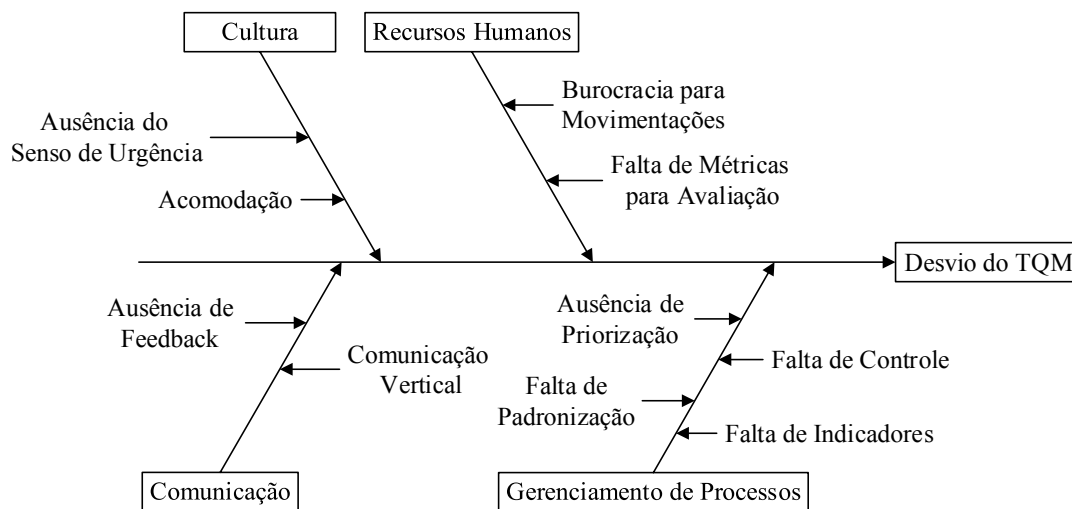 Cultura
Recursos Humanos
Burocracia para
Movimentações
Ausência do
Senso de Urgência
Falta de Métricas
para Avaliação
Acomodação
Desvio do TQM
Ausência de
Feedback
Ausência de
Priorização
Comunicação
Vertical
Falta de Controle
Falta de
Padronização
Falta de Indicadores
Comunicação
Gerenciamento de Processos